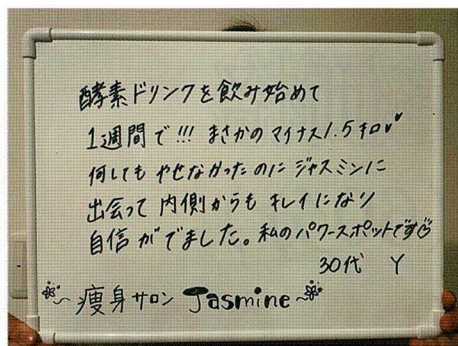 酵素ドリンクを飲み始めて
1週間で!!! まさかのマイナス1.5キロ♥♥
何してもやせなかったのにジャスミンに
出会って内側からもキレイになり
自信がでました。私のパワースポットです☺
30代 Y
痩身サロン Jasmine